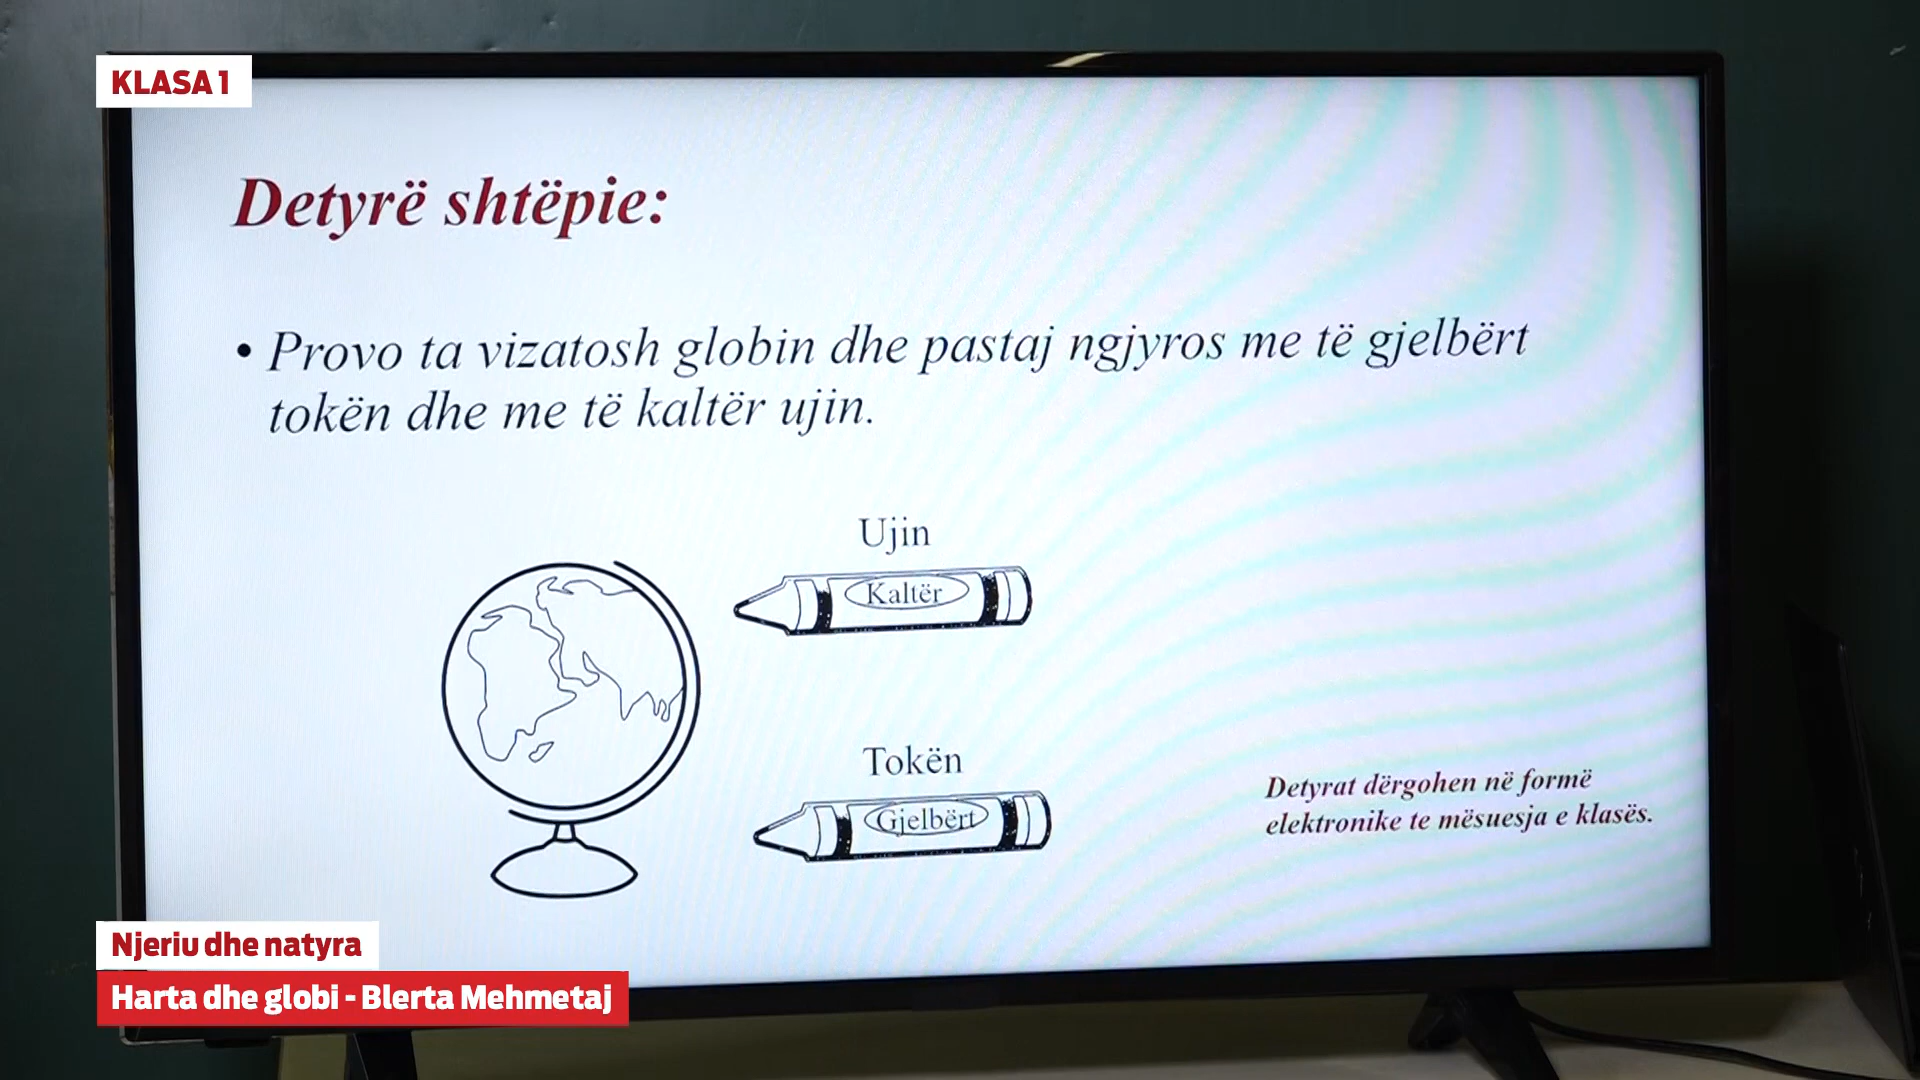 KLASA 1
Detyrë shtëpie:
• Provo ta vizatosh globin dhe pastaj ngjyros me të gjelbërt
tokën dhe me të kaltër ujin.
Ujin
Kaltër
Tokën
Gjelbërt
Detyrat dërgohen në formë
elektronike te mësuesja e klasës.
Njeriu dhe natyra
Harta dhe globi - Blerta Mehmetaj